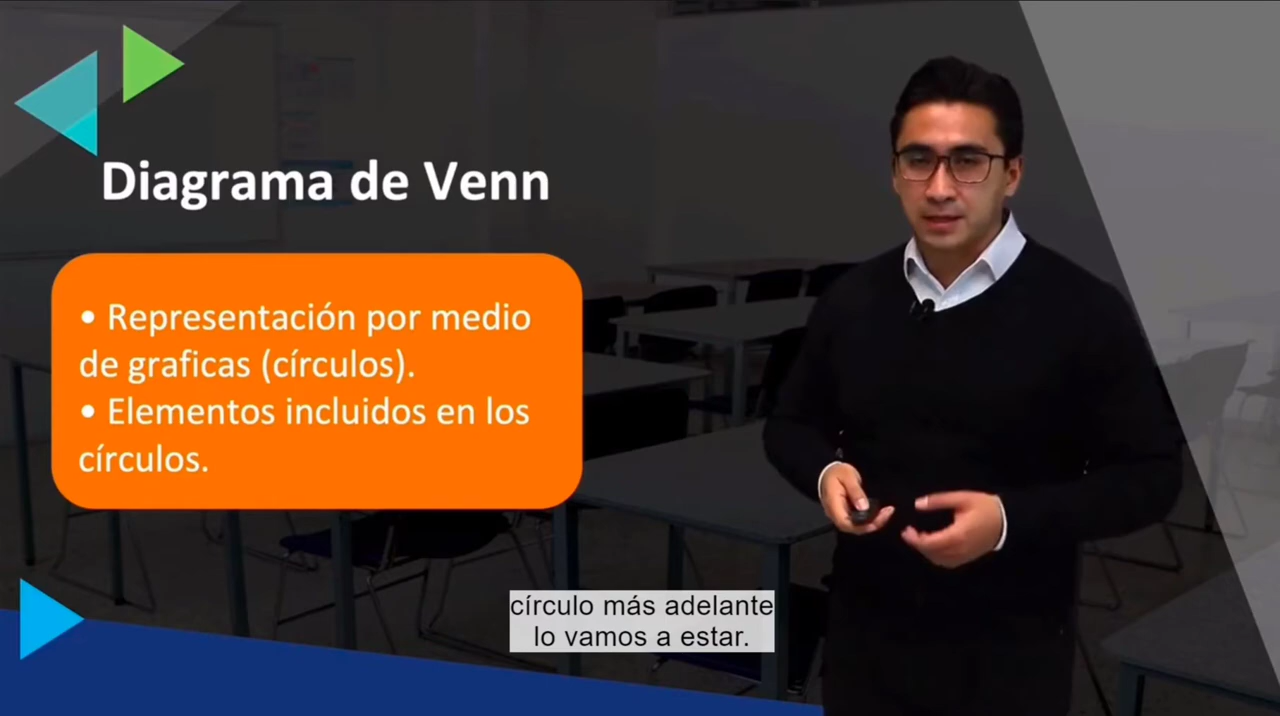 Diagrama de Venn
• Representación por medio
de graficas (círculos).
• Elementos incluidos en los
círculos.
círculo más adelante
lo vamos a estar.